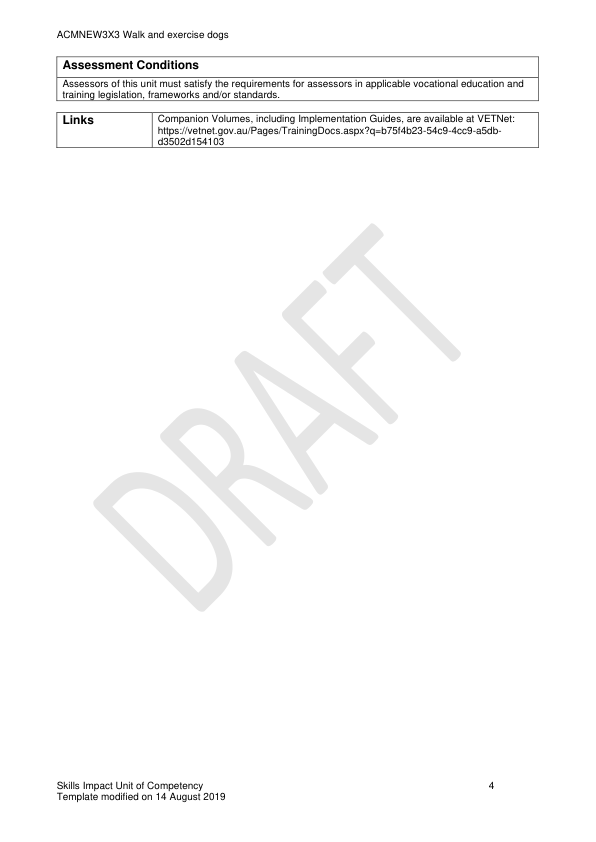 ACMNEW3X3 Walk and exercise dogs
Assessment Conditions
Assessors of this unit must satisfy the requirements for assessors in applicable vocational education and
training legislation, frameworks and/or standards.
Links
Companion Volumes, including Implementation Guides, are available at VETNet:
https://vetnet.gov.au/Pages/TrainingDocs.aspx?q=b75f4b23-54c9-4cc9-a5db-
d3502d154103
DRAFT
Skills Impact Unit of Competency 4
Template modified on 14 August 2019